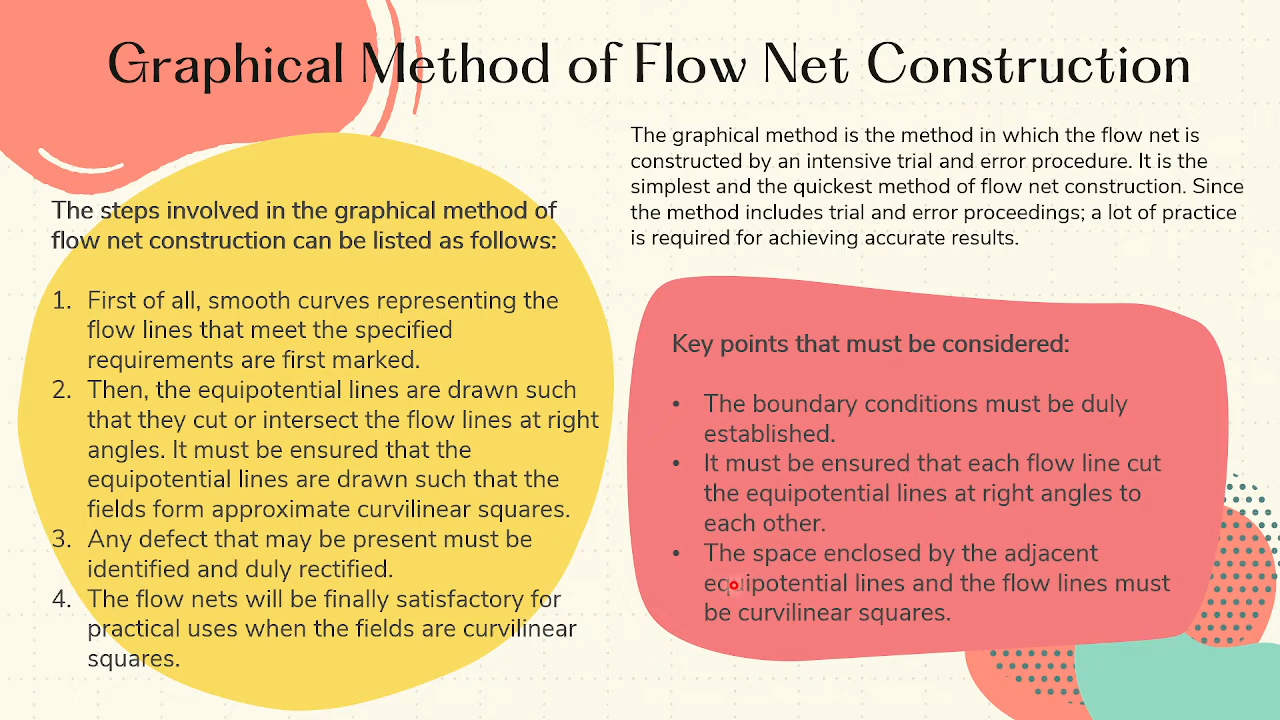 Graphical Method of Flow Net Construction
The steps involved in the graphical method of
flow net construction can be listed as follows:
1. First of all, smooth curves representing the
flow lines that meet the specified
requirements are first marked.
2. Then, the equipotential lines are drawn such
that they cut or intersect the flow lines at right
angles. It must be ensured that the
equipotential lines are drawn such that the
fields form approximate curvilinear squares.
3. Any defect that may be present must be
identified and duly rectified.
4. The flow nets will be finally satisfactory for
practical uses when the fields are curvilinear
squares.
The graphical method is the method in which the flow net is
constructed by an intensive trial and error procedure. It is the
simplest and the quickest method of flow net construction. Since
the method includes trial and error proceedings; a lot of practice
is required for achieving accurate results.
Key points that must be considered:
• The boundary conditions must be duly
established.
• It must be ensured that each flow line cut
the equipotential lines at right angles to
each other.
• The space enclosed by the adjacent
equipotential lines and the flow lines must
be curvilinear squares.